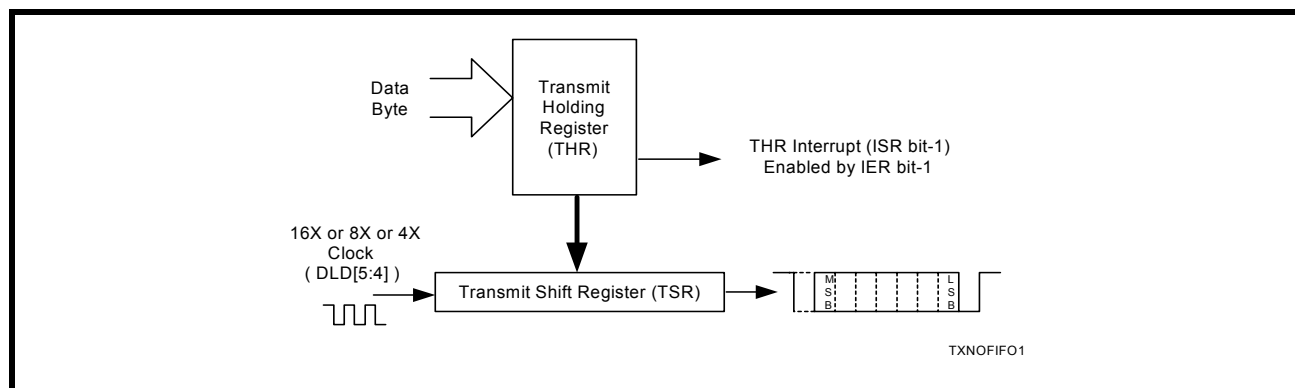 Data
Byte
Transmit
Holding
Register
(THR)
THR Interrupt (ISR bit-1)
Enabled by IER bit-1
16X or 8X or 4X
Clock
( DLD[5:4] )
Transmit Shift Register (TSR)
M
S
B
L
S
B
TXNOFIFO1